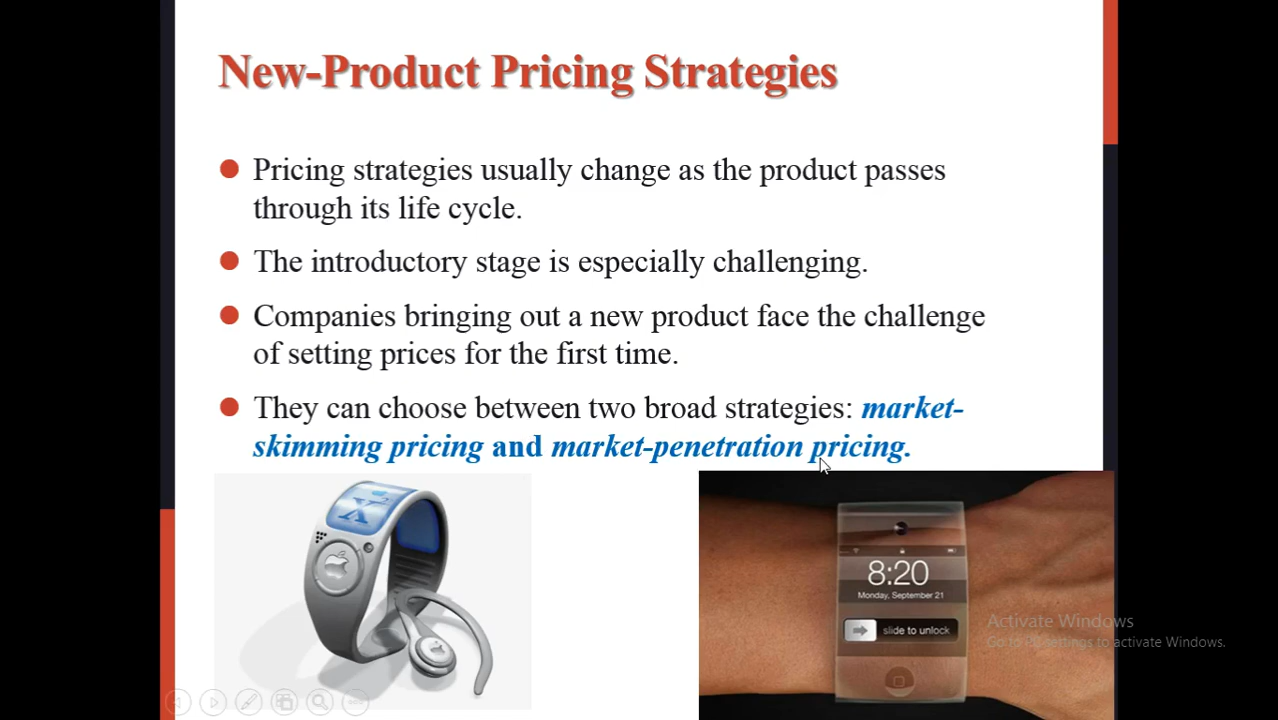 New-Product Pricing Strategies
Pricing strategies usually change as the product passes
through its life cycle.
The introductory stage is especially challenging.
Companies bringing out a new product face the challenge
of setting prices for the first time.
They can choose between two broad strategies: market-
skimming pricing and market-penetration pricing.
X2
8:20
Monday, September 21
slide to unlock
Activate Windows